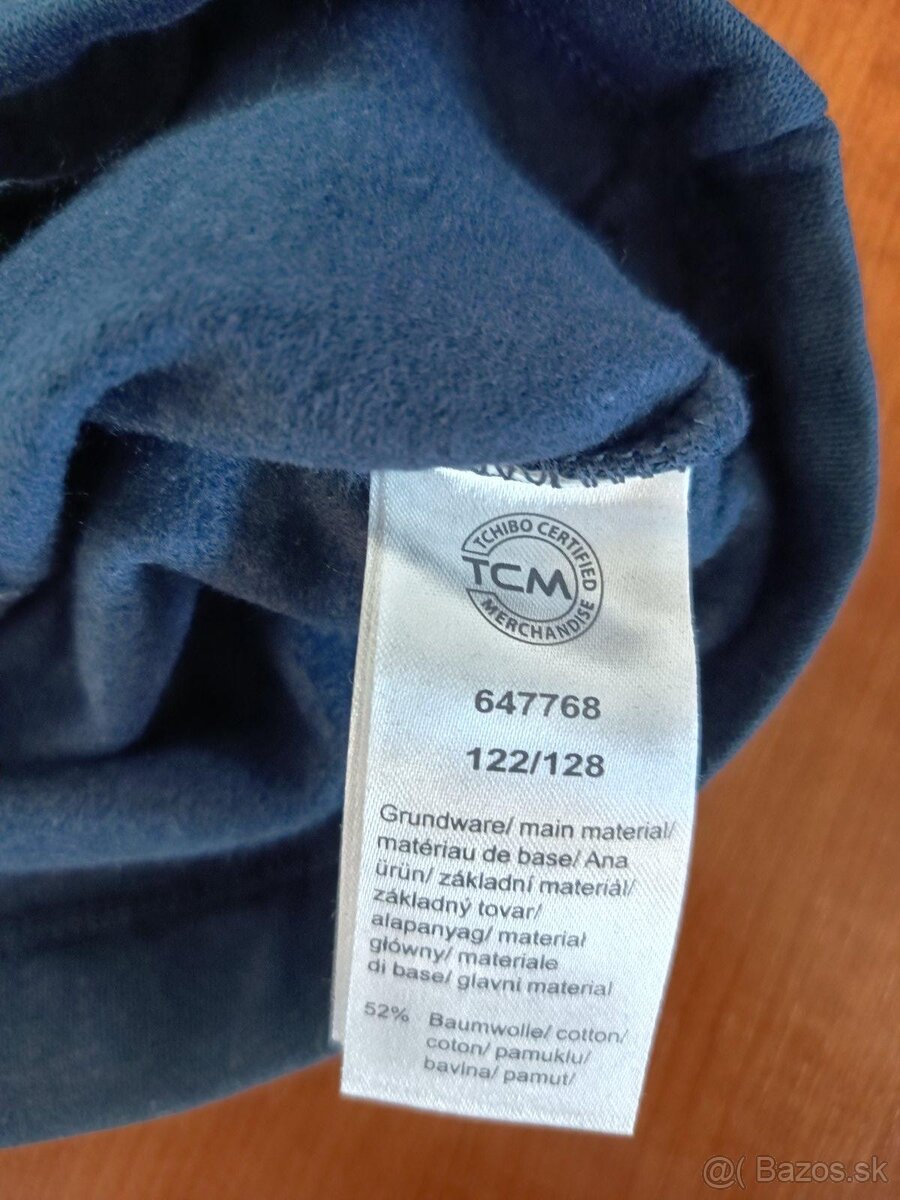 TCHIBO CERTIFIED
TCM
MERCHANDISE
647768
122/128
Grundware/ main material/
matériau de base/ Ana
ürün/ základní materiál/
základný tovar/
alapanyag/ materiał
główny/ materiale
di base/ glavni material
52% Baumwolle/ cotton/
coton/ pamuklu/
bavlna/ pamut/
@( Bazos.sk